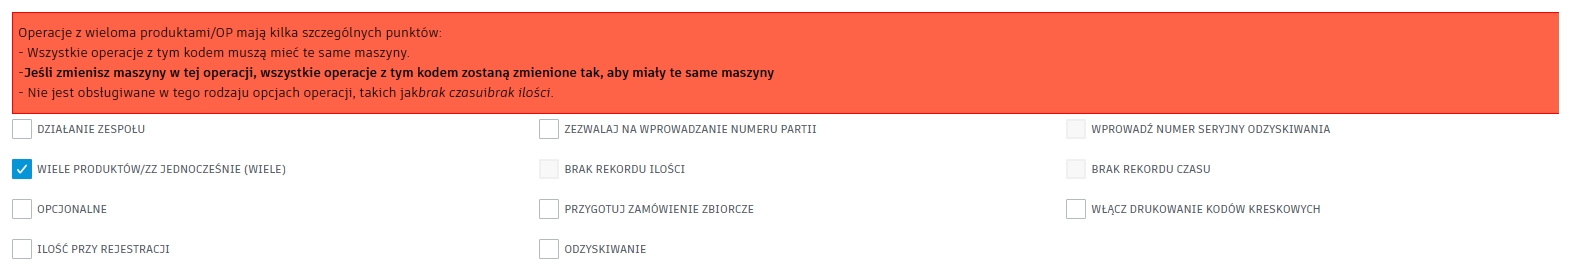 Operacje z wieloma produktami/OP mają kilka szczególnych punktów:
- Wszystkie operacje z tym kodem muszą mieć te same maszyny.
-Jeśli zmienisz maszyny w tej operacji, wszystkie operacje z tym kodem zostaną zmienione tak, aby miały te same maszyny
- Nie jest obsługiwane w tego rodzaju opcjach operacji, takich jakbrak czasuibrak ilości.
DZIAŁANIE ZESPOŁU ZEZWALAJ NA WPROWADZANIE NUMERU PARTII WPROWADŹ NUMER SERYJNY ODZYSKIWANIA
WIELE PRODUKTÓW/ZZ JEDNOCZEŚNIE (WIELE) BRAK REKORDU ILOŚCI BRAK REKORDU CZASU
OPCJONALNE PRZYGOTUJ ZAMÓWIENIE ZBIORCZE WŁĄCZ DRUKOWANIE KODÓW KRESKOWYCH
ILOŚĆ PRZY REJESTRACJI ODZYSKIWANIE